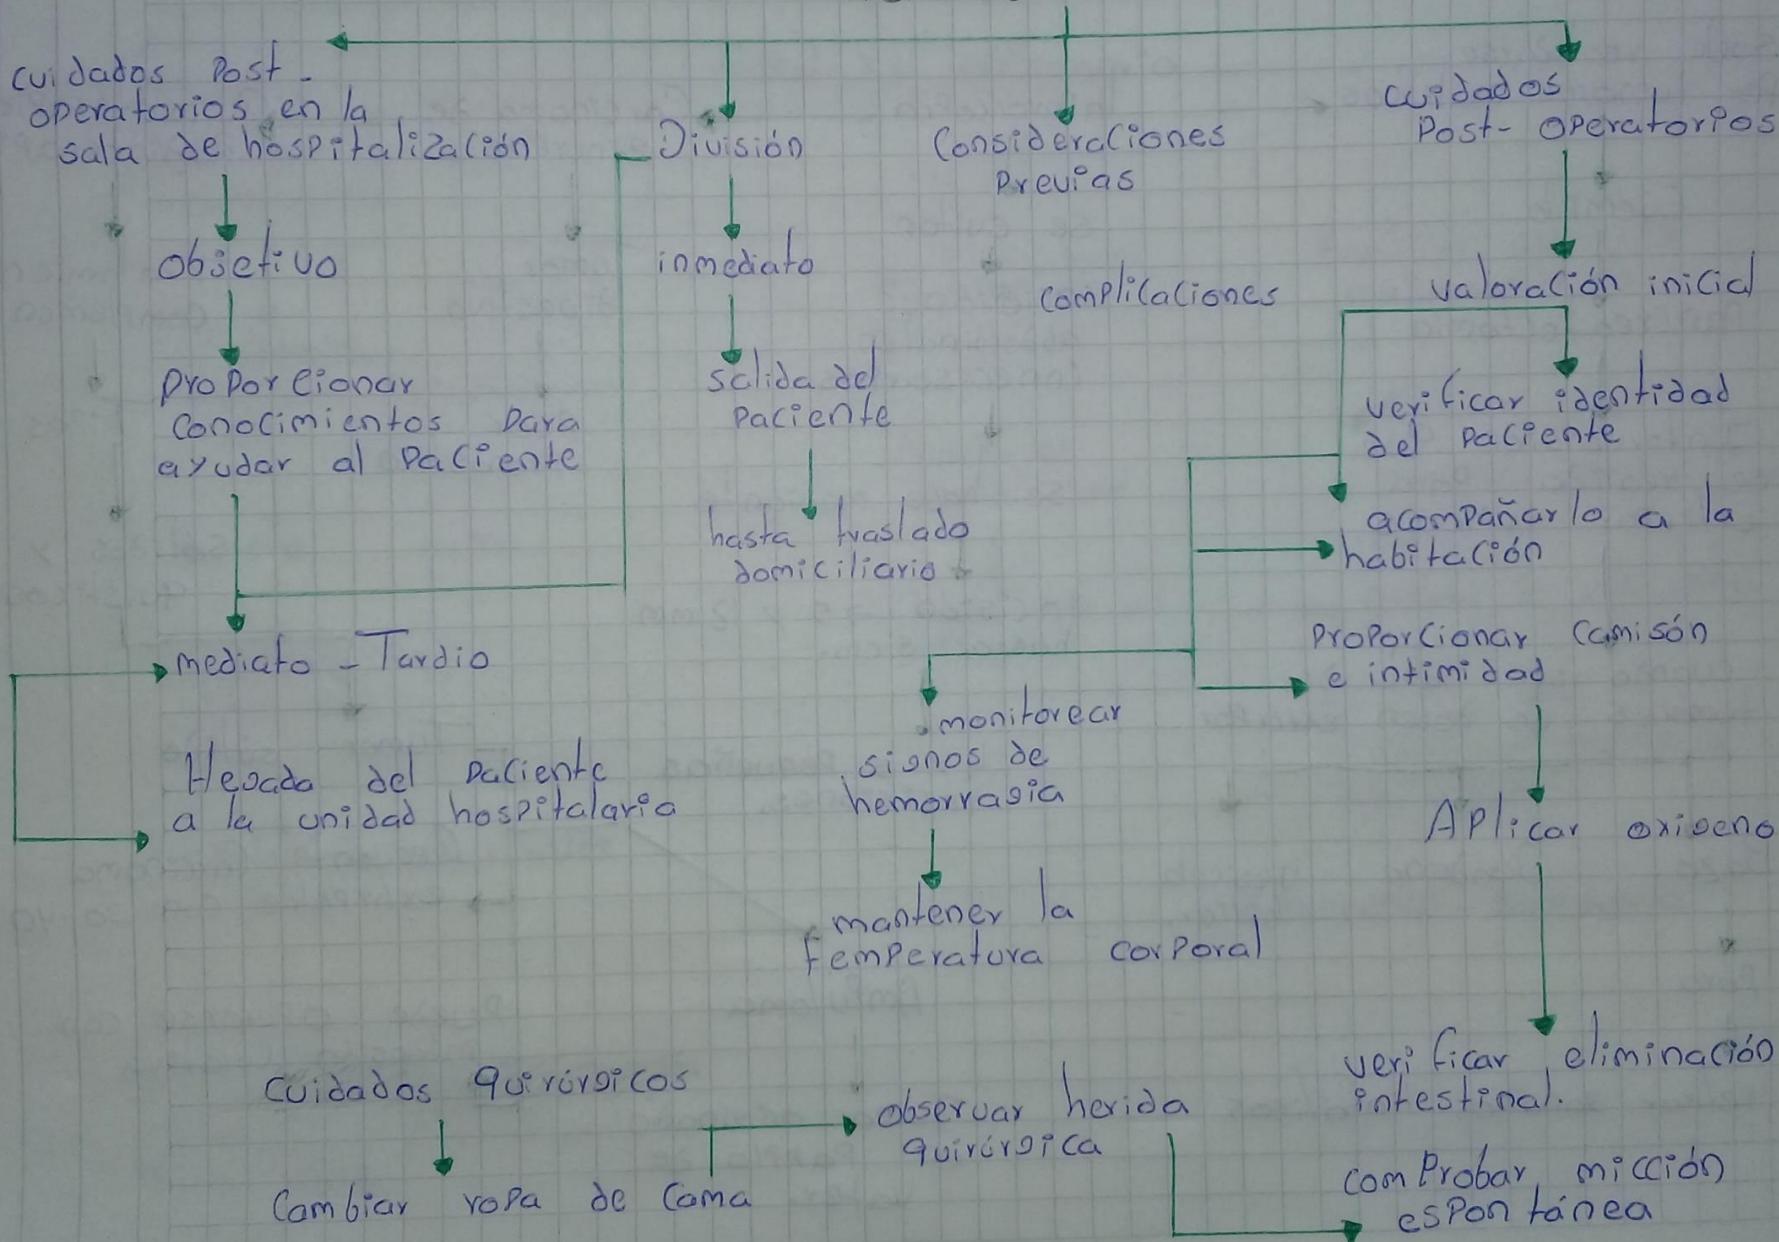 cuidados Post-
operatorios en la
sala de hospitalización
División
Consideraciones
Previas
cuidados
Post-operatorios
objetivo
inmediato
complicaciones
valoración inicial
proporcionar
conocimientos para
ayudar al paciente
salida del
paciente
verificar identidad
del paciente
hasta traslado
domiciliario
acompañarlo a la
habitación
mediato - Tardio
proporcionar camisón
e intimidad
monitorear
signos de
hemorragia
Llegada del paciente
a la unidad hospitalaria
Aplicar oxigeno
mantener la
temperatura corporal
verificar eliminación
intestinal.
Cuidados quirúrgicos
observar herida
quirúrgica
Cambiar ropa de cama
comprobar micción
espontánea